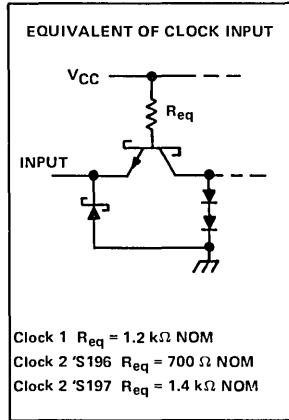 EQUIVALENT OF CLOCK INPUT
VCC
Req
INPUT
Clock 1 Req = 1.2 kΩ NOM
Clock 2 'S196 Req = 700 Ω NOM
Clock 2 'S197 Req = 1.4 kΩ NOM